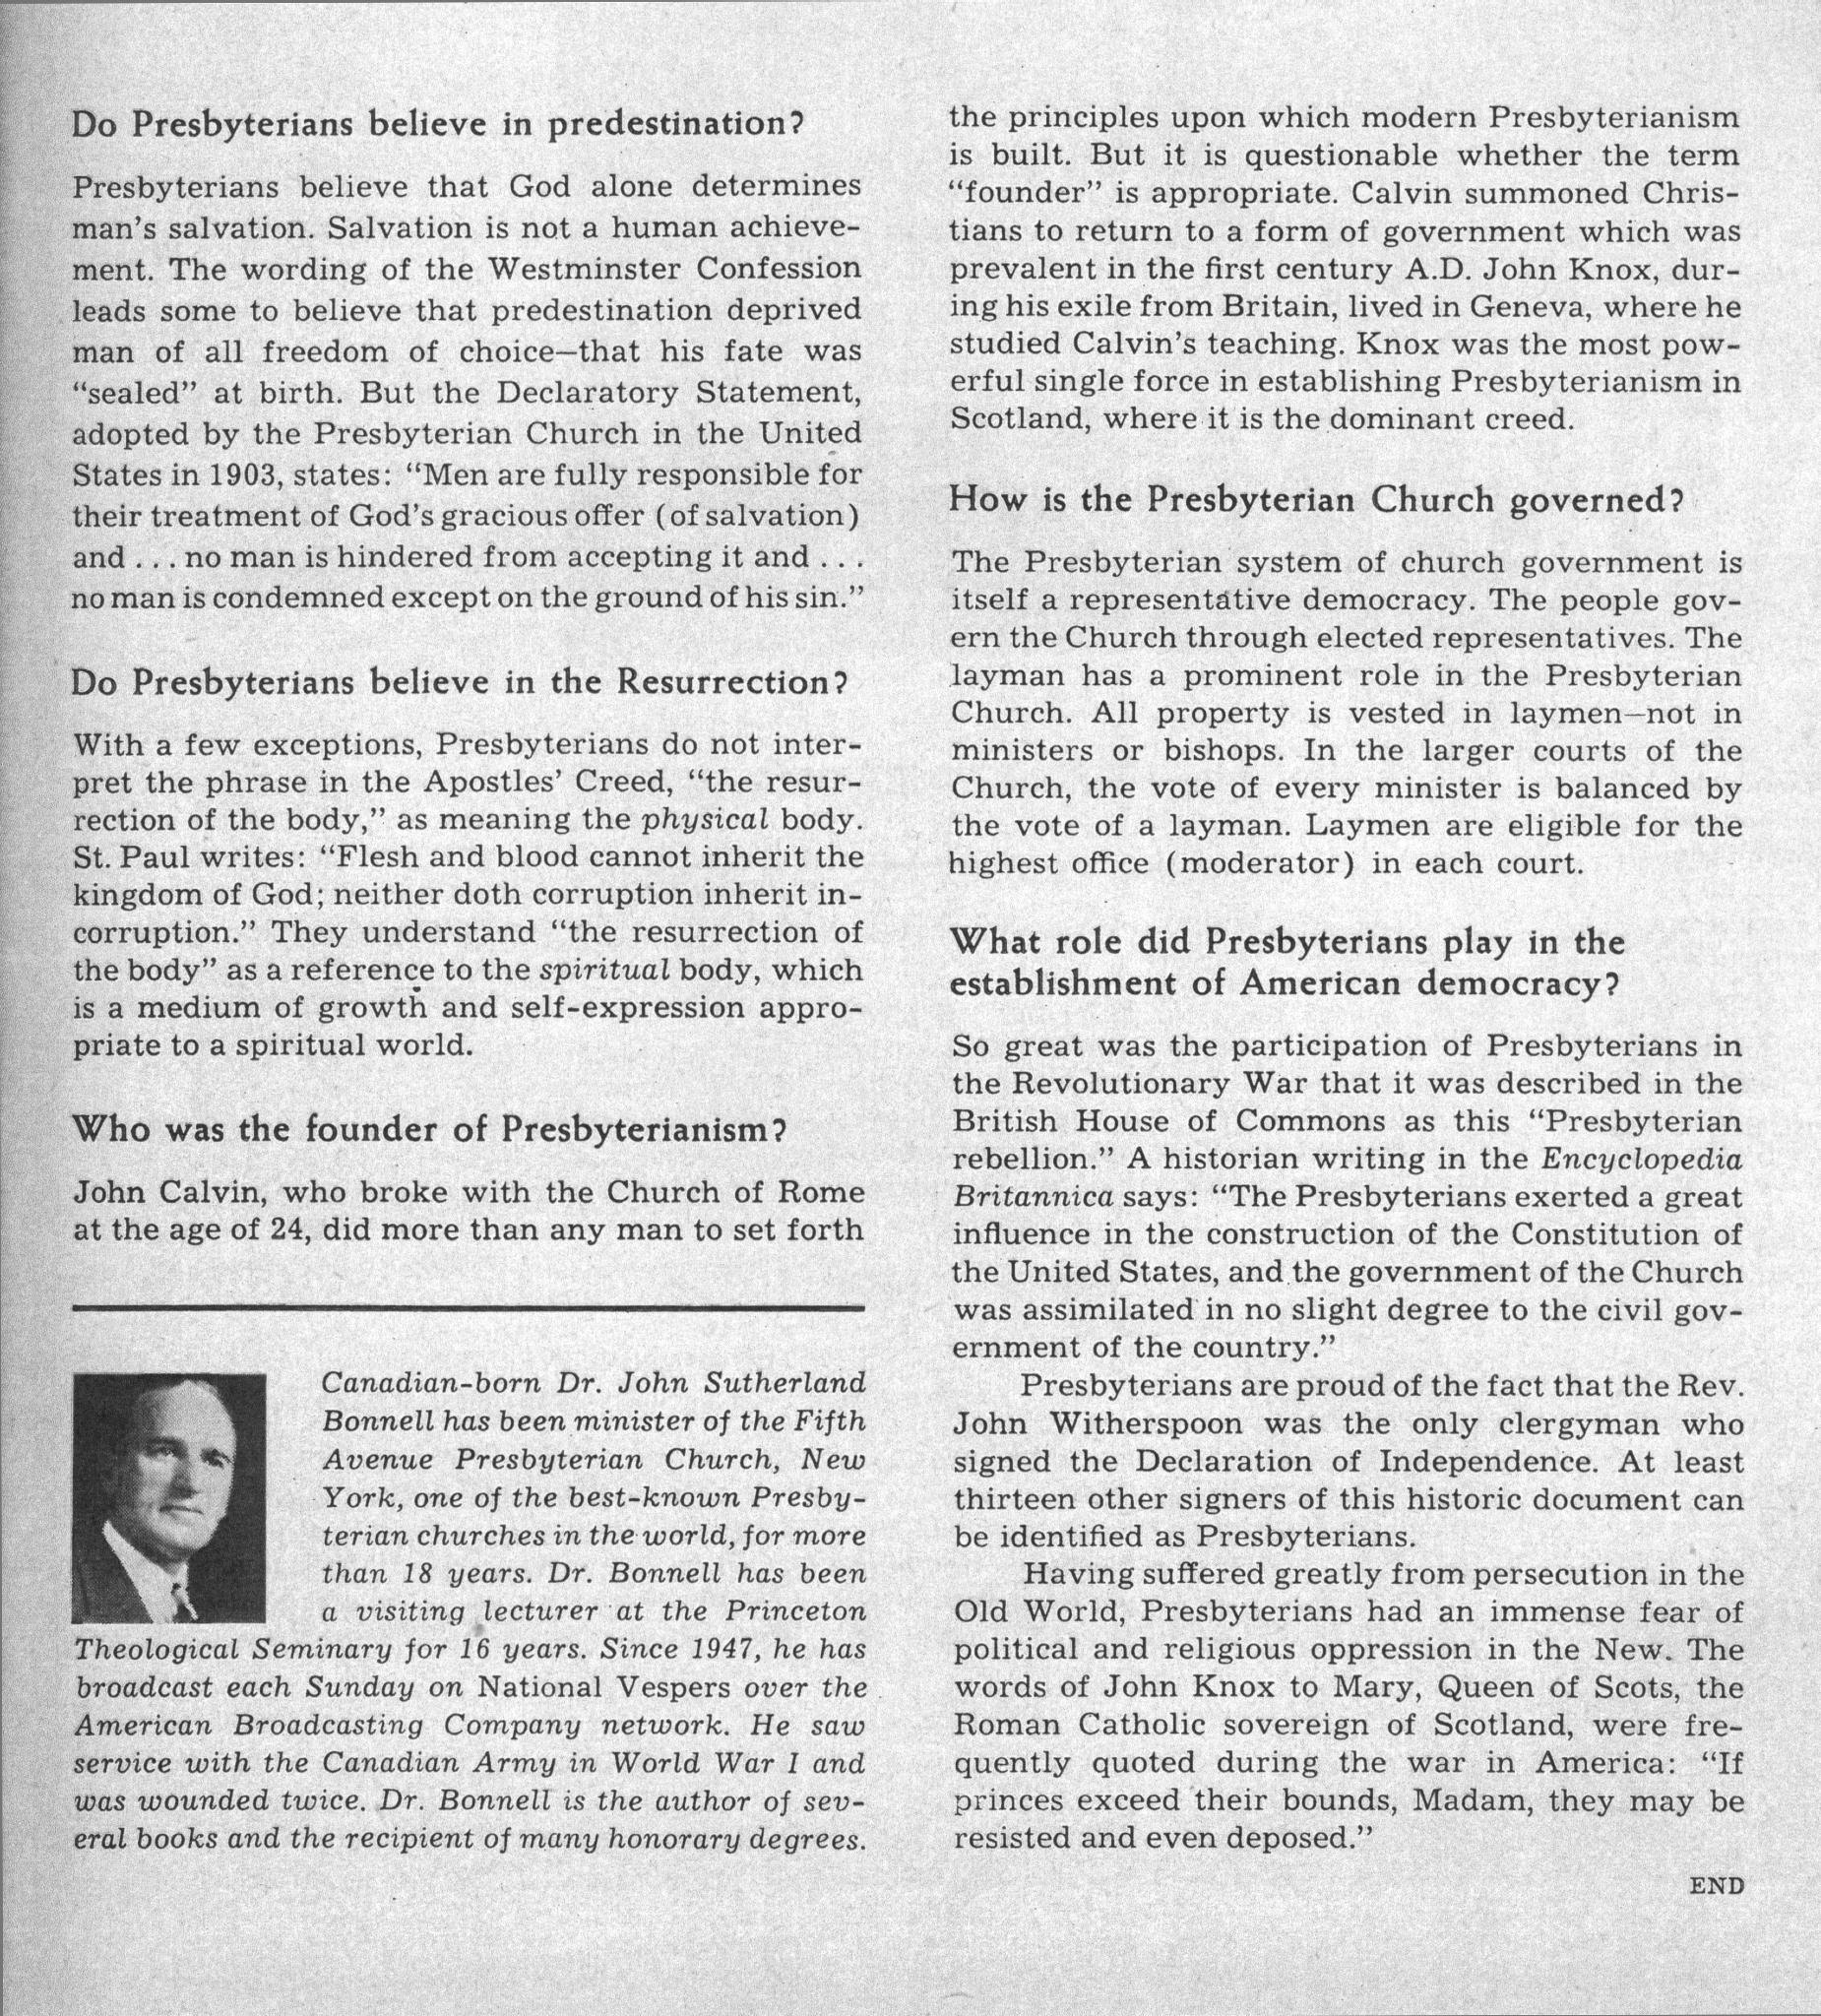 Do Presbyterians believe in predestination?
Presbyterians believe that God alone determines
man's salvation. Salvation is not a human achieve-
ment. The wording of the Westminster Confession
leads some to believe that predestination deprived
man of all freedom of choice—that his fate was
“sealed” at birth. But the Declaratory Statement,
adopted by the Presbyterian Church in the United
States in 1903, states: “Men are fully responsible for
their treatment of God's gracious offer (of salvation)
and . . . no man is hindered from accepting it and . . .
no man is condemned except on the ground of his sin.”
Do Presbyterians believe in the Resurrection?
With a few exceptions, Presbyterians do not inter-
pret the phrase in the Apostles' Creed, “the resur-
rection of the body,” as meaning the physical body.
St. Paul writes: “Flesh and blood cannot inherit the
kingdom of God; neither doth corruption inherit in-
corruption.” They understand “the resurrection of
the body” as a reference to the spiritual body, which
is a medium of growth and self-expression appro-
priate to a spiritual world.
Who was the founder of Presbyterianism?
John Calvin, who broke with the Church of Rome
at the age of 24, did more than any man to set forth
Canadian-born Dr. John Sutherland
Bonnell has been minister of the Fifth
Avenue Presbyterian Church, New
York, one of the best-known Presby-
terian churches in the world, for more
than 18 years. Dr. Bonnell has been
a visiting lecturer at the Princeton
Theological Seminary for 16 years. Since 1947, he has
broadcast each Sunday on National Vespers over the
American Broadcasting Company network. He saw
service with the Canadian Army in World War I and
was wounded twice. Dr. Bonnell is the author of sev-
eral books and the recipient of many honorary degrees.
the principles upon which modern Presbyterianism
is built. But it is questionable whether the term
“founder” is appropriate. Calvin summoned Chris-
tians to return to a form of government which was
prevalent in the first century A.D. John Knox, dur-
ing his exile from Britain, lived in Geneva, where he
studied Calvin's teaching. Knox was the most pow-
erful single force in establishing Presbyterianism in
Scotland, where it is the dominant creed.
How is the Presbyterian Church governed?
The Presbyterian system of church government is
itself a representative democracy. The people gov-
ern the Church through elected representatives. The
layman has a prominent role in the Presbyterian
Church. All property is vested in laymen—not in
ministers or bishops. In the larger courts of the
Church, the vote of every minister is balanced by
the vote of a layman. Laymen are eligible for the
highest office (moderator) in each court.
What role did Presbyterians play in the
establishment of American democracy?
So great was the participation of Presbyterians in
the Revolutionary War that it was described in the
British House of Commons as this “Presbyterian
rebellion.” A historian writing in the Encyclopedia
Britannica says: “The Presbyterians exerted a great
influence in the construction of the Constitution of
the United States, and the government of the Church
was assimilated in no slight degree to the civil gov-
ernment of the country.”
Presbyterians are proud of the fact that the Rev.
John Witherspoon was the only clergyman who
signed the Declaration of Independence. At least
thirteen other signers of this historic document can
be identified as Presbyterians.
Having suffered greatly from persecution in the
Old World, Presbyterians had an immense fear of
political and religious oppression in the New. The
words of John Knox to Mary, Queen of Scots, the
Roman Catholic sovereign of Scotland, were fre-
quently quoted during the war in America: “If
princes exceed their bounds, Madam, they may be
resisted and even deposed.”
END